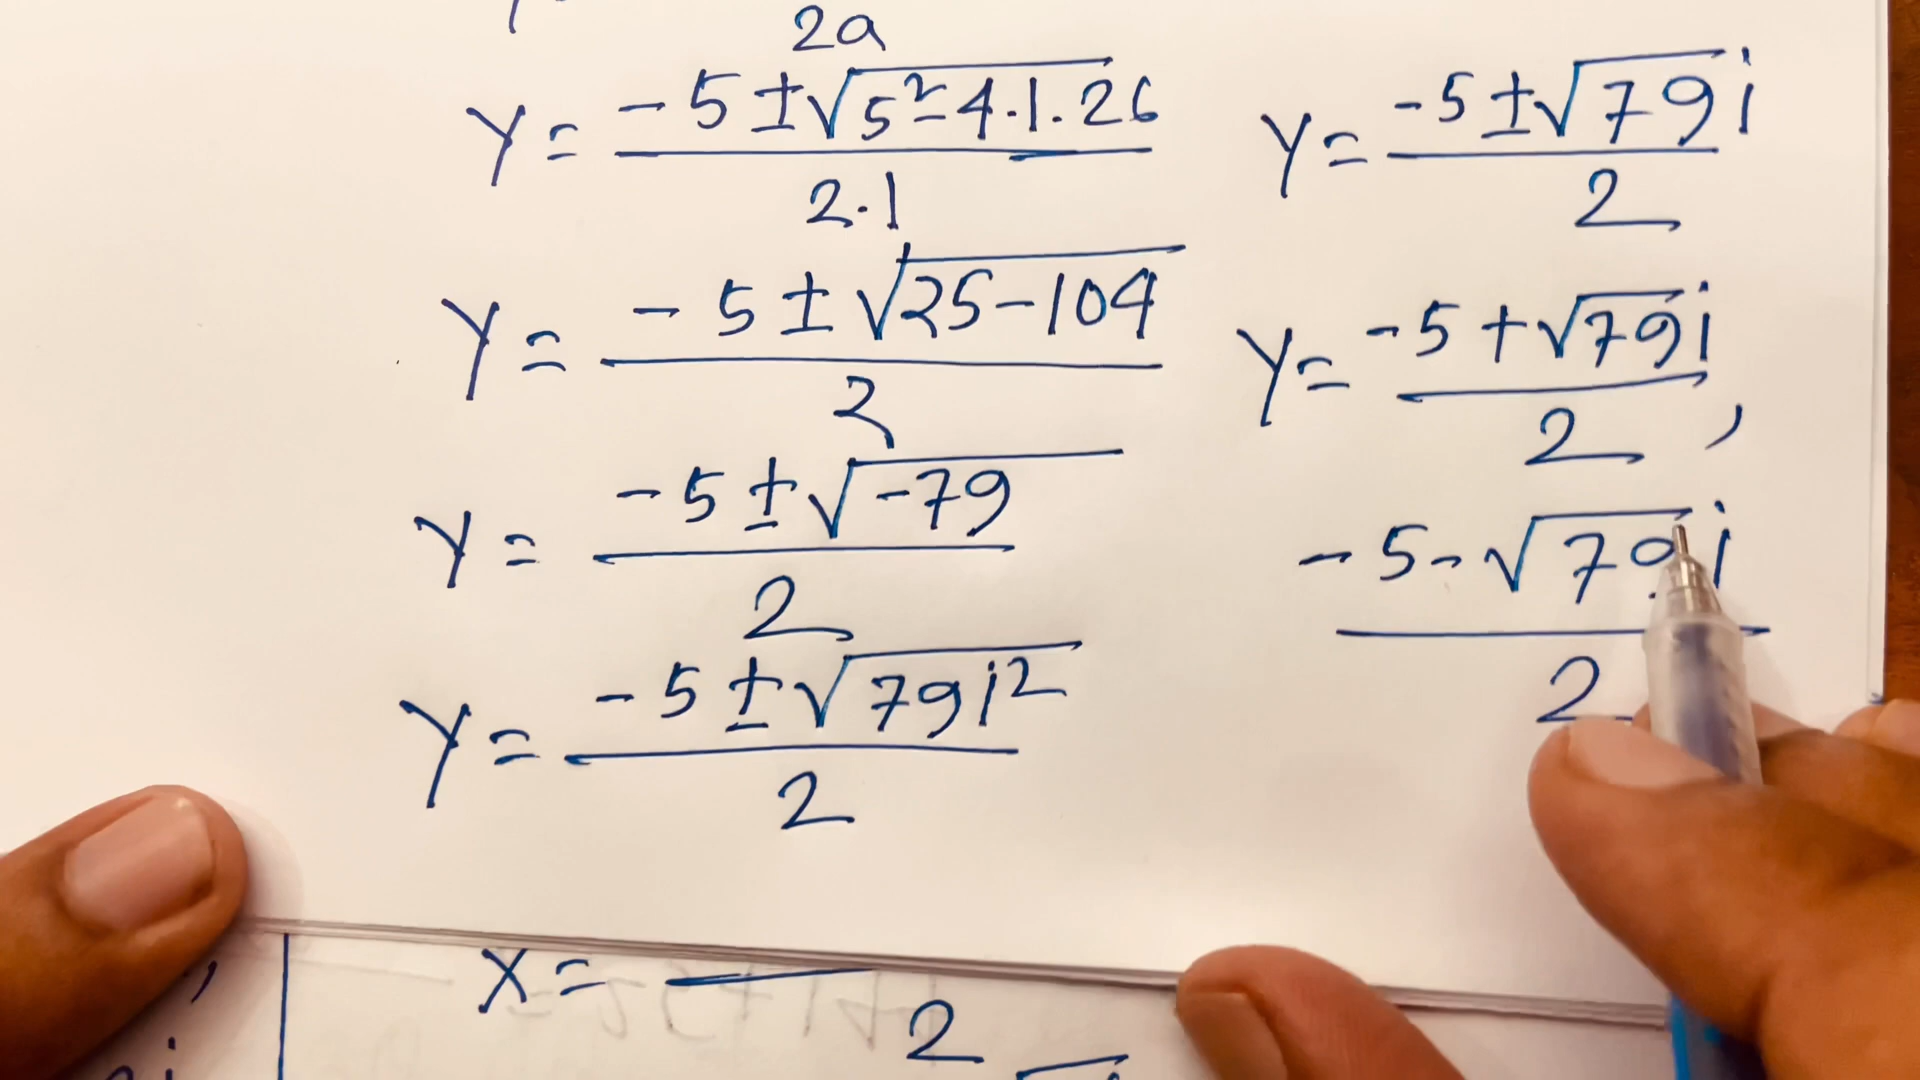 2a
y = -5 ± √5² - 4.1.26
2.1
y = -5 ± √25 - 104
2
y = -5 ± √-79
2
y = -5 ± √79i²
2
y = -5 ± √79 i
2
y = -5 + √79 i
2 ,
-5 - √79 i
2
x =
2